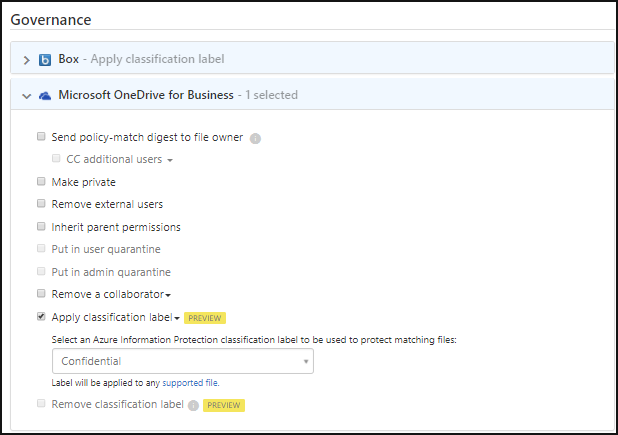 Governance
Box - Apply classification label
Microsoft OneDrive for Business - 1 selected
Send policy-match digest to file owner
CC additional users
Make private
Remove external users
Inherit parent permissions
Put in user quarantine
Put in admin quarantine
Remove a collaborator
Apply classification label PREVIEW
Select an Azure Information Protection classification label to be used to protect matching files:
Confidential
Label will be applied to any supported file.
Remove classification label PREVIEW